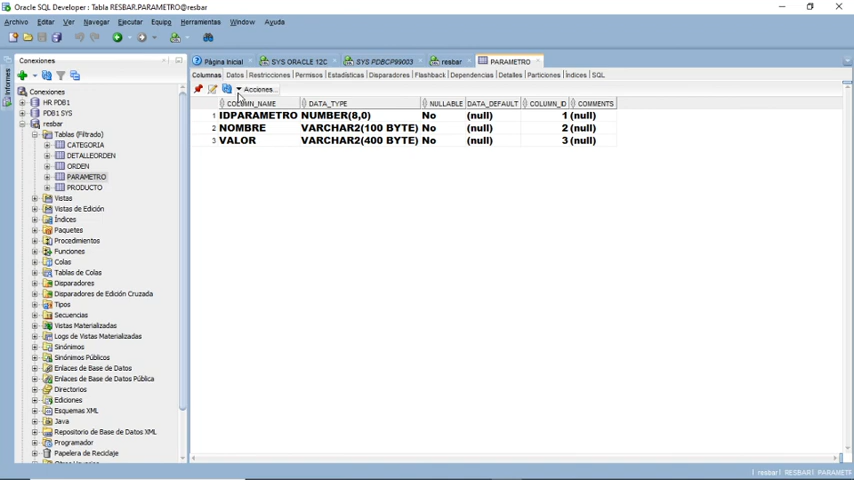 Oracle SQL Developer : Tabla RESBAR.PARAMETRO@resbar
Archivo Editar Ver Navegar Ejecutar Equipo Herramientas Window Ayuda
Conexiones
Página Inicial SYS ORACLE 12C SYS PDBCP99003 resbar PARAMETRO
Columnas Datos Restricciones Permisos Estadísticas Disparadores Flashback Dependencias Detalles Particiones Índices SQL
Acciones...
COLUMN_NAME DATA_TYPE NULLABLE DATA_DEFAULT COLUMN_ID COMMENTS
1 IDPARAMETRO NUMBER(8,0) No (null) 1 (null)
2 NOMBRE VARCHAR2(100 BYTE) No (null) 2 (null)
3 VALOR VARCHAR2(400 BYTE) No (null) 3 (null)
Informes
Conexiones
HR PDB1
PDB1 SYS
resbar
Tablas (Filtrado)
CATEGORIA
DETALLEORDEN
ORDEN
PARAMETRO
PRODUCTO
Vistas
Vistas de Edición
Índices
Paquetes
Procedimientos
Funciones
Colas
Tablas de Colas
Disparadores
Disparadores de Edición Cruzada
Tipos
Secuencias
Vistas Materializadas
Logs de Vistas Materializadas
Sinónimos
Sinónimos Públicos
Enlaces de Base de Datos
Enlaces de Base de Datos Pública
Directorios
Ediciones
Esquemas XML
Java
Repositorio de Base de Datos XML
Programador
Papelera de Reciclaje
resbar RESBAR PARAMETR